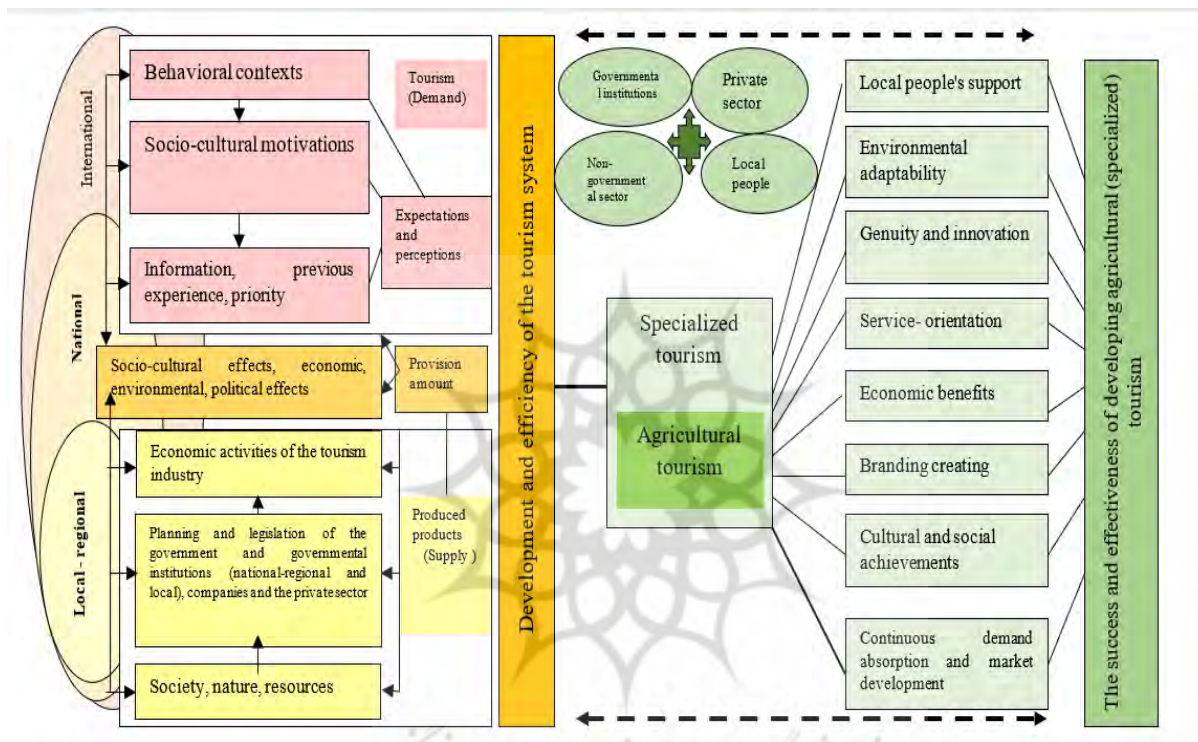 International
National
Local - regional
Behavioral contexts
Socio-cultural motivations
Information, previous
experience, priority
Tourism
(Demand)
Expectations
and
perceptions
Socio-cultural effects, economic,
environmental, political effects
Provision
amount
Economic activities of the tourism
industry
Planning and legislation of the
government and governmental
institutions (national-regional and
local), companies and the private sector
Society, nature, resources
Produced
products
(Supply )
Development and efficiency of the tourism system
Governmenta
l institutions
Private
sector
Non-
government
al sector
Local
people
Specialized
tourism
Agricultural
tourism
Local people's support
Environmental
adaptability
Genuity and innovation
Service- orientation
Economic benefits
Branding creating
Cultural and social
achievements
Continuous demand
absorption and market
development
The success and effectiveness of developing agricultural (specialized
tourism